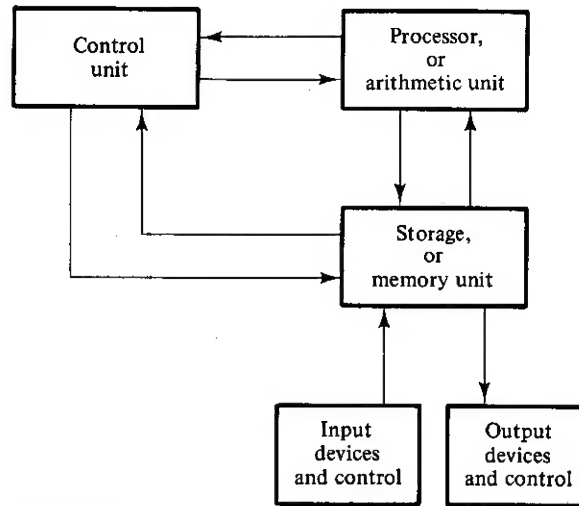 Control
unit
Processor,
or
arithmetic unit
Storage,
or
memory unit
Input
devices
and control
Output
devices
and control